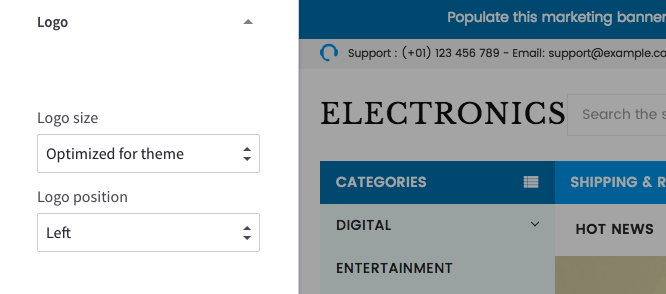 Logo
Logo size
Optimized for theme
Logo position
Left
Populate this marketing banner
Support : (+01) 123 456 789 - Email: support@example.co
ELECTRONICS
Search the s
CATEGORIES
SHIPPING & R
DIGITAL
HOT NEWS
ENTERTAINMENT